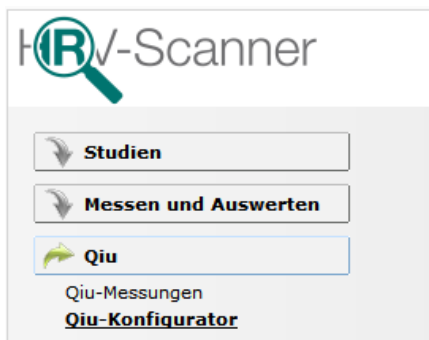 HRV-Scanner
Studien
Messen und Auswerten
Qiu
Qiu-Messungen
Qiu-Konfigurator